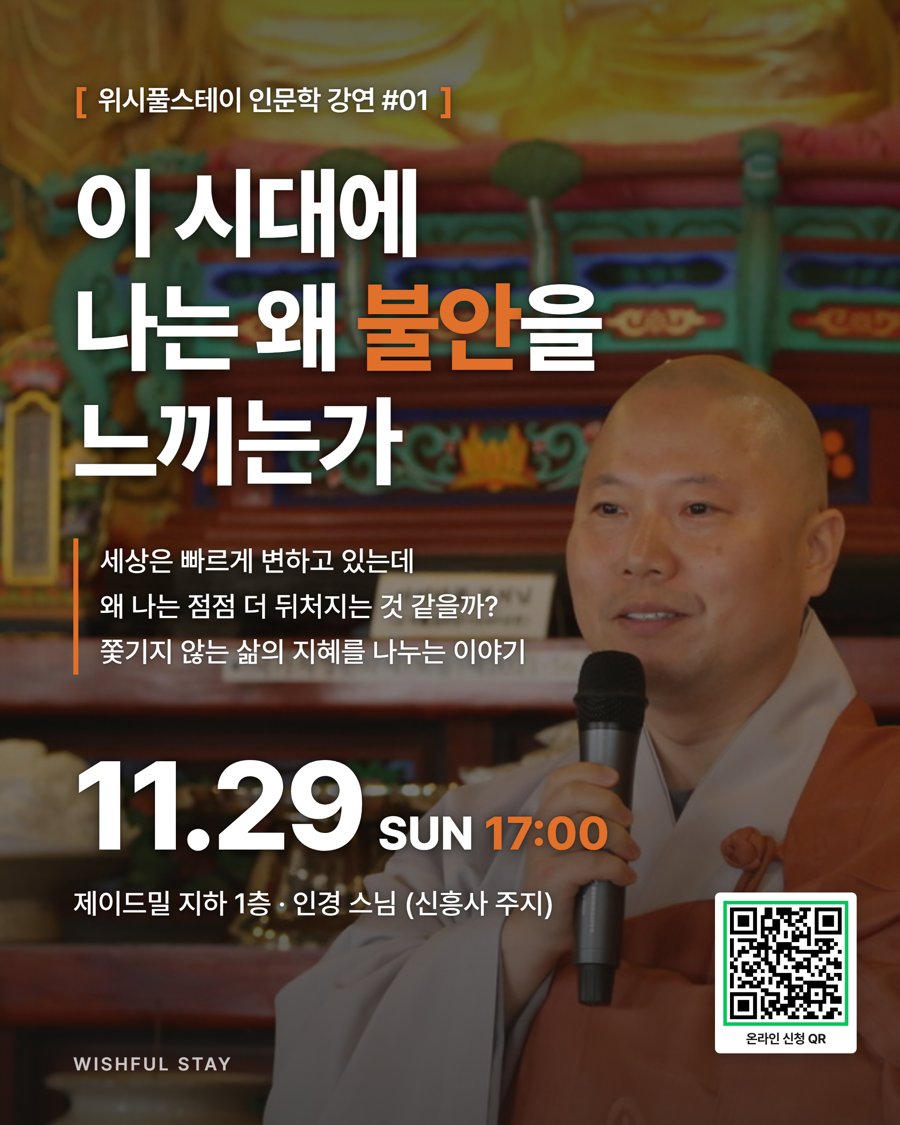 [ 위시풀스테이 인문학 강연 #01 ]
이 시대에
나는 왜 불안을
느끼는가
세상은 빠르게 변하고 있는데
왜 나는 점점 더 뒤처지는 것 같을까?
쫓기지 않는 삶의 지혜를 나누는 이야기
11.29 SUN 17:00
제이드밀 지하 1층 · 인경 스님 (신흥사 주지)
온라인 신청 QR
WISHFUL STAY